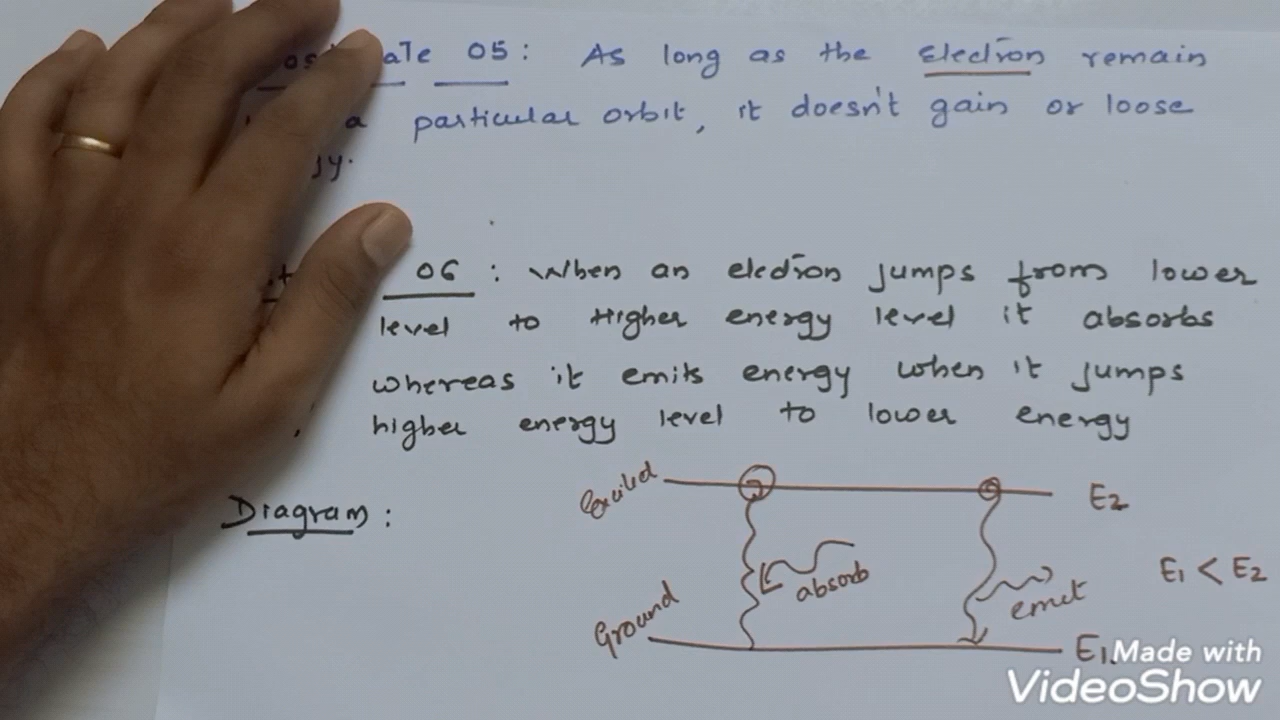 ate 05: As long as the electron remain
a particular orbit, it doesn't gain or loose
gy.
06: When an electron jumps from lower
level to Higher energy level it absorbs
whereas it emits energy when it jumps
higher energy level to lower energy
Diagram:
Excited
E2
absorb
emit
E1 < E2
Ground
E1
Made with
VideoShow